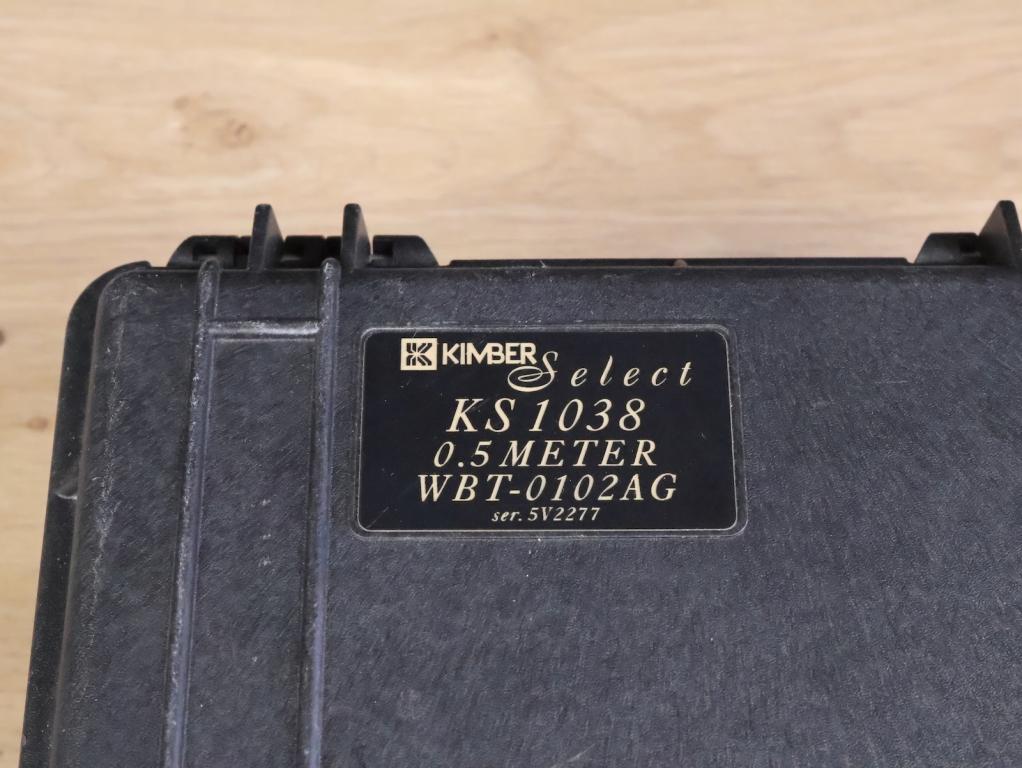 KIMBER Select
KS 1038
0.5 METER
WBT-0102AG
ser. 5V2277